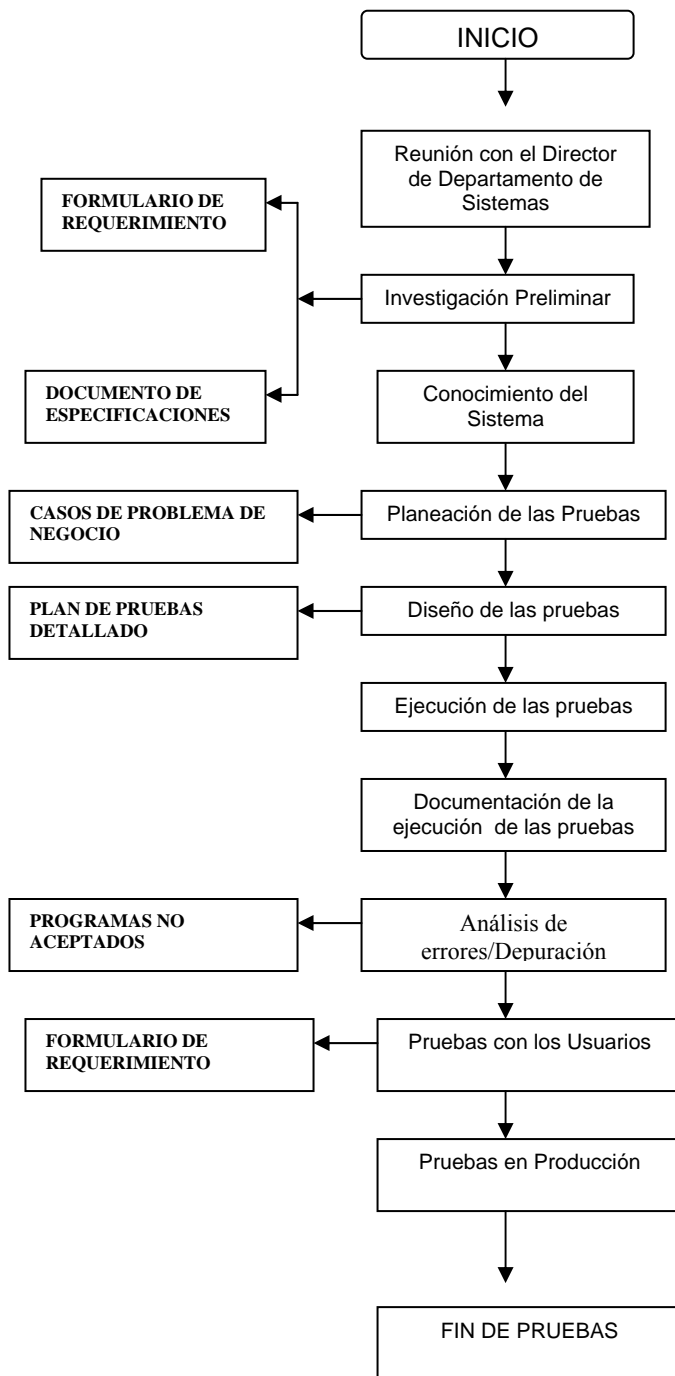 INICIO
Reunión con el Director
de Departamento de
Sistemas
FORMULARIO DE
REQUERIMIENTO
Investigación Preliminar
DOCUMENTO DE
ESPECIFICACIONES
Conocimiento del
Sistema
CASOS DE PROBLEMA DE
NEGOCIO
Planeación de las Pruebas
PLAN DE PRUEBAS
DETALLADO
Diseño de las pruebas
Ejecución de las pruebas
Documentación de la
ejecución de las pruebas
PROGRAMAS NO
ACEPTADOS
Análisis de
errores/Depuración
FORMULARIO DE
REQUERIMIENTO
Pruebas con los Usuarios
Pruebas en Producción
FIN DE PRUEBAS